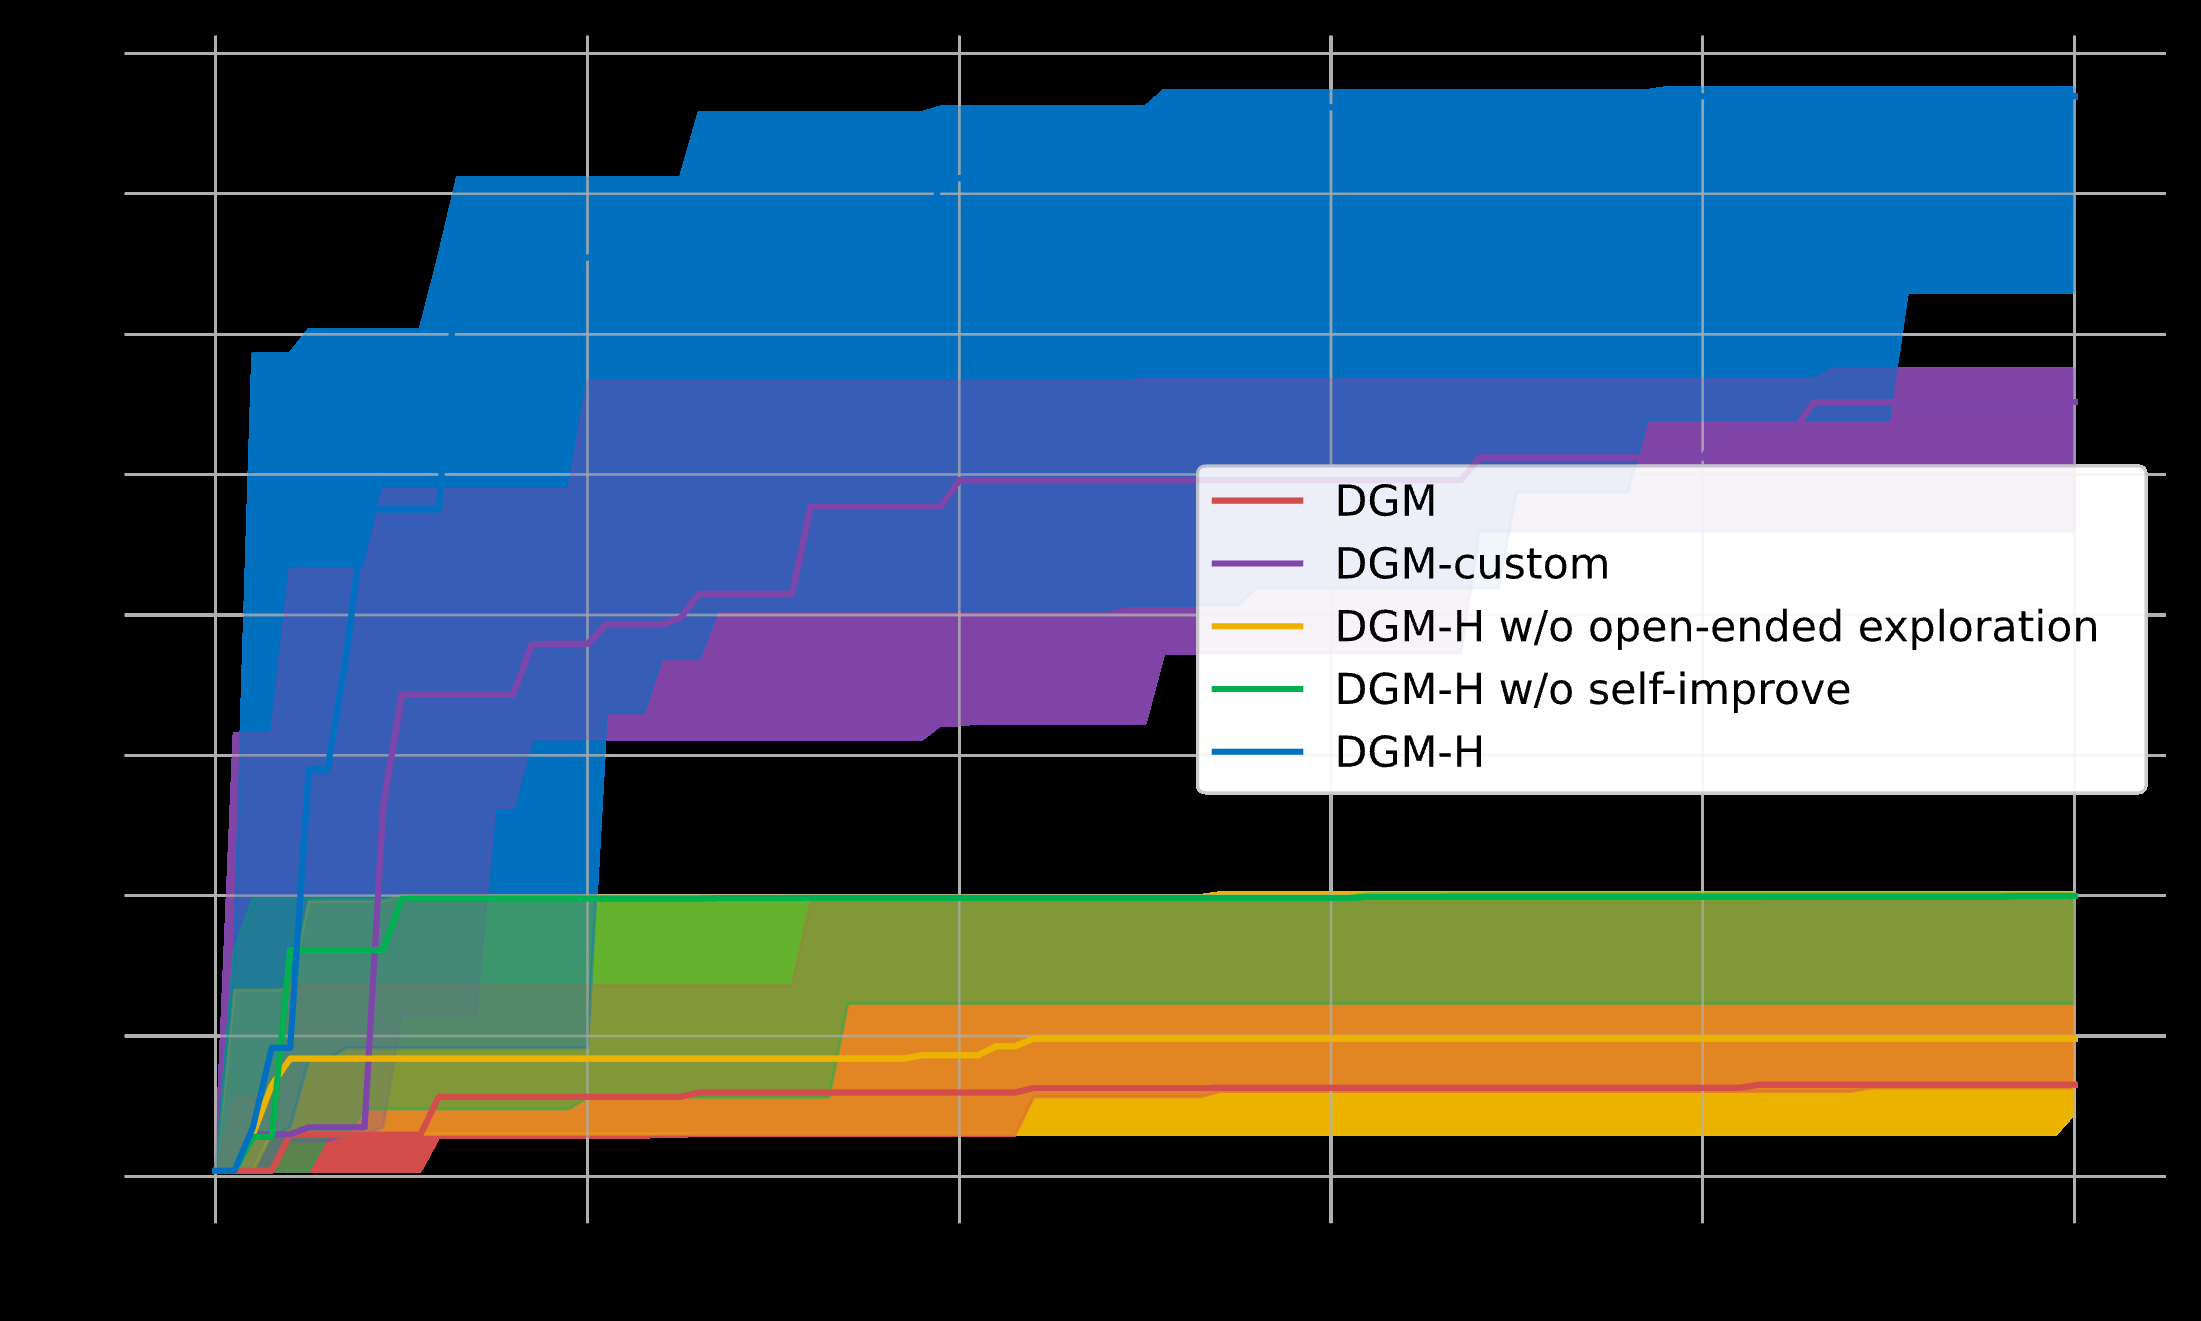 DGM
DGM-custom
DGM-H w/o open-ended exploration
DGM-H w/o self-improve
DGM-H